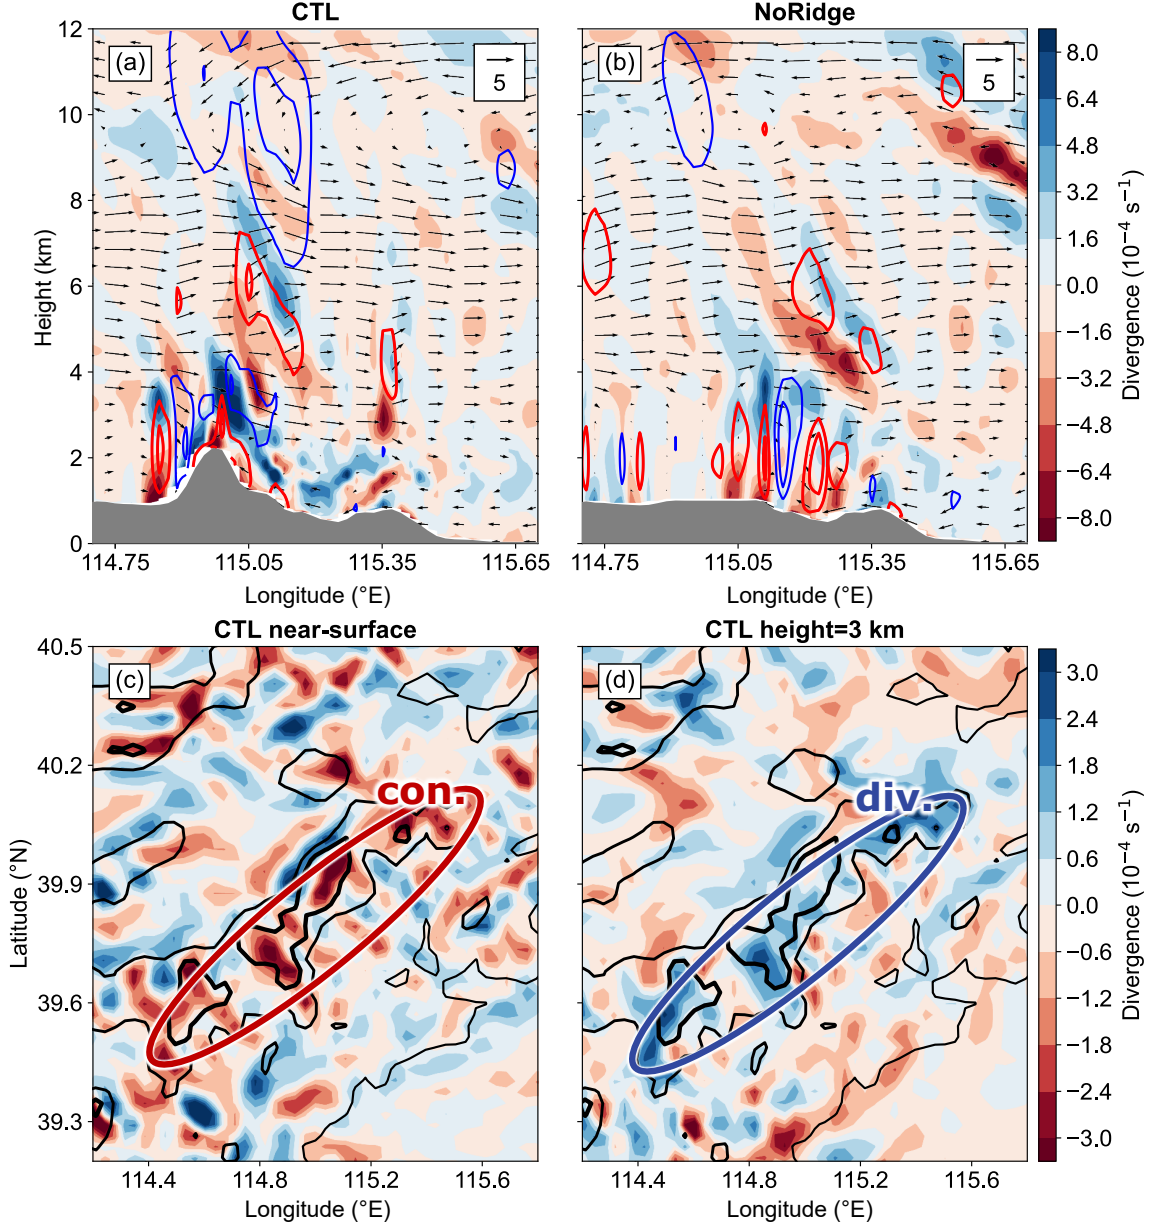 CTL
NoRidge
12
10
8
6
4
2
0
Height (km)
(a)
5
(b)
5
114.75
115.05
115.35
115.65
Longitude (°E)
114.75
115.05
115.35
115.65
Longitude (°E)
8.0
6.4
4.8
3.2
1.6
0.0
−1.6
−3.2
−4.8
−6.4
−8.0
Divergence (10⁻⁴ s⁻¹)
CTL near-surface
CTL height=3 km
40.5
40.2
39.9
39.6
39.3
Latitude (°N)
(c)
con.
(d)
div.
114.4
114.8
115.2
115.6
Longitude (°E)
114.4
114.8
115.2
115.6
Longitude (°E)
3.0
2.4
1.8
1.2
0.6
0.0
−0.6
−1.2
−1.8
−2.4
−3.0
Divergence (10⁻⁴ s⁻¹)